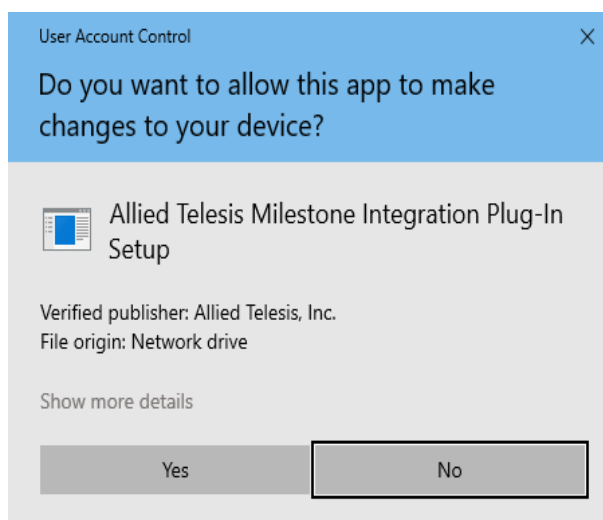 User Account Control
Do you want to allow this app to make
changes to your device?
Allied Telesis Milestone Integration Plug-In
Setup
Verified publisher: Allied Telesis, Inc.
File origin: Network drive
Show more details
Yes
No